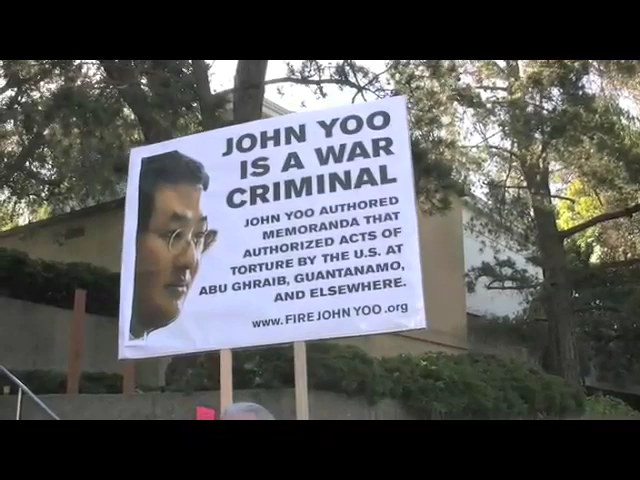 JOHN YOO
IS A WAR
CRIMINAL
JOHN YOO AUTHORED
MEMORANDA THAT
AUTHORIZED ACTS OF
TORTURE BY THE U.S. AT
ABU GHRAIB, GUANTANAMO,
AND ELSEWHERE.
www.FIREJOHNYOO.org